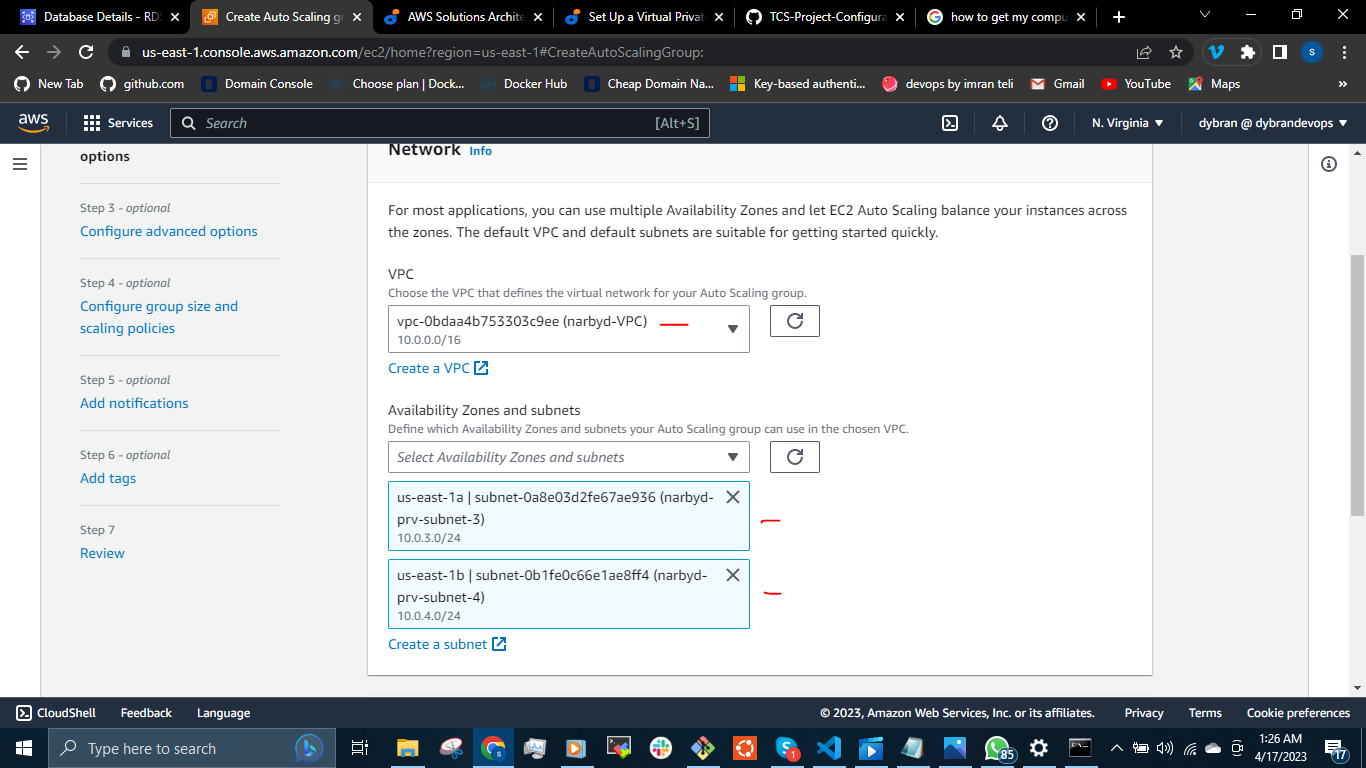 Database Details - RDS
Create Auto Scaling gr
AWS Solutions Archite
Set Up a Virtual Privat
TCS-Project-Configura
how to get my compu
us-east-1.console.aws.amazon.com/ec2/home?region=us-east-1#CreateAutoScalingGroup:
S
New Tab
github.com
Domain Console
Choose plan | Dock...
Docker Hub
Cheap Domain Na...
Key-based authenti...
devops by imran teli
Gmail
YouTube
Maps
»
aws
Services
Search
[Alt+S]
N. Virginia
dybran @ dybrandevops
options
Step 3 - optional
Configure advanced options
Step 4 - optional
Configure group size and
scaling policies
Step 5 - optional
Add notifications
Step 6 - optional
Add tags
Step 7
Review
Network Info
For most applications, you can use multiple Availability Zones and let EC2 Auto Scaling balance your instances across
the zones. The default VPC and default subnets are suitable for getting started quickly.
VPC
Choose the VPC that defines the virtual network for your Auto Scaling group.
vpc-0bdaa4b753303c9ee (narbyd-VPC)
10.0.0.0/16
Create a VPC
Availability Zones and subnets
Define which Availability Zones and subnets your Auto Scaling group can use in the chosen VPC.
Select Availability Zones and subnets
us-east-1a | subnet-0a8e03d2fe67ae936 (narbyd-
prv-subnet-3)
10.0.3.0/24
us-east-1b | subnet-0b1fe0c66e1ae8ff4 (narbyd-
prv-subnet-4)
10.0.4.0/24
Create a subnet
CloudShell
Feedback
Language
© 2023, Amazon Web Services, Inc. or its affiliates.
Privacy
Terms
Cookie preferences
Type here to search
1
85
1:26 AM
4/17/2023
17